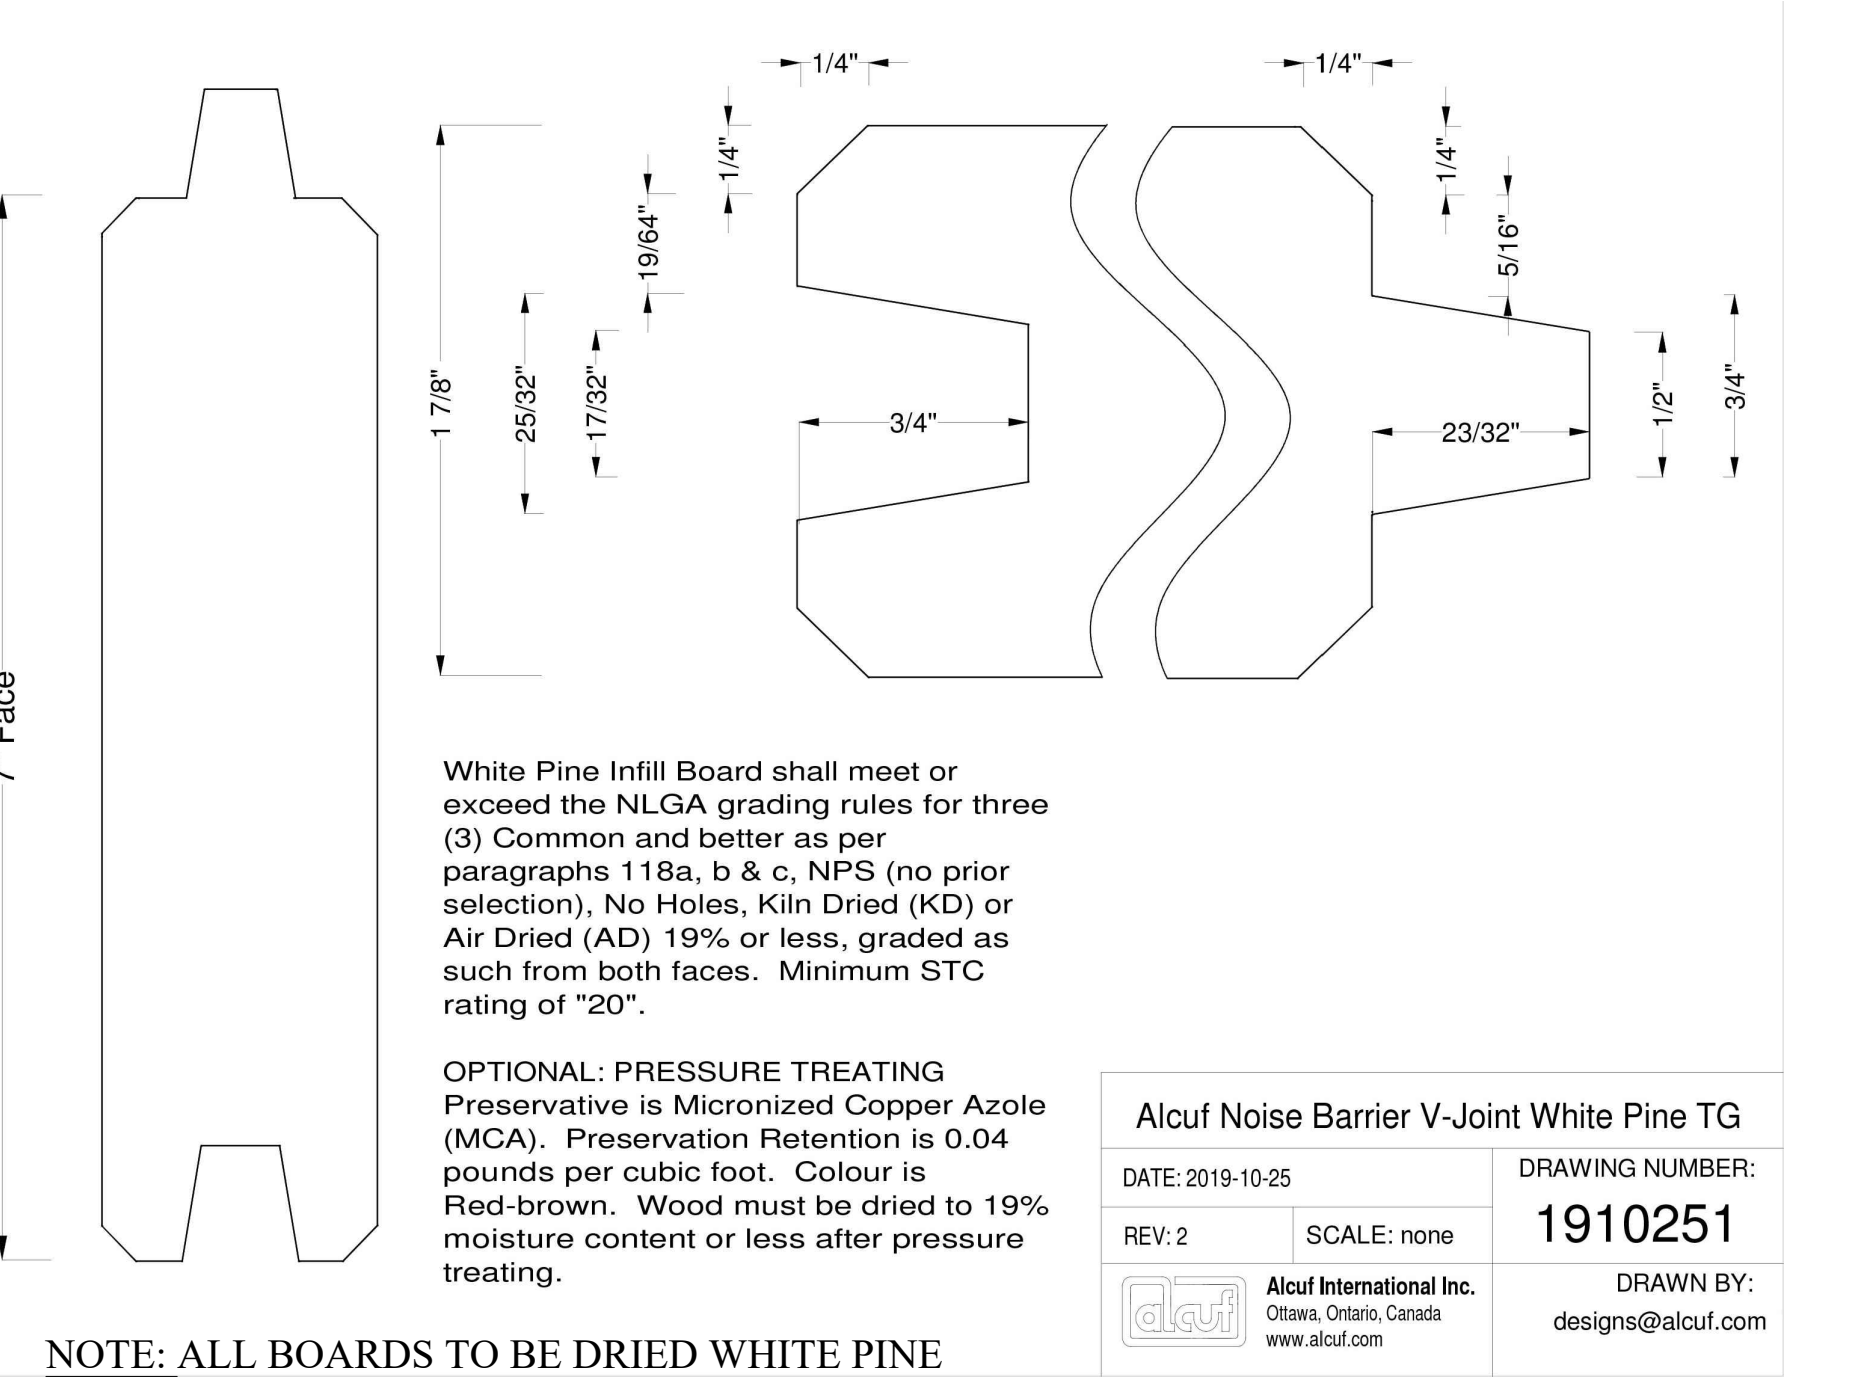 1/4"
1/4"
1/4"
1/4"
19/64"
5/16"
1 7/8"
25/32"
17/32"
3/4"
23/32"
1/2"
3/4"
7" Face
White Pine Infill Board shall meet or
exceed the NLGA grading rules for three
(3) Common and better as per
paragraphs 118a, b & c, NPS (no prior
selection), No Holes, Kiln Dried (KD) or
Air Dried (AD) 19% or less, graded as
such from both faces. Minimum STC
rating of "20".
OPTIONAL: PRESSURE TREATING
Preservative is Micronized Copper Azole
(MCA). Preservation Retention is 0.04
pounds per cubic foot. Colour is
Red-brown. Wood must be dried to 19%
moisture content or less after pressure
treating.
NOTE: ALL BOARDS TO BE DRIED WHITE PINE
Alcuf Noise Barrier V-Joint White Pine TG
DATE: 2019-10-25
REV: 2
SCALE: none
DRAWING NUMBER:
1910251
alcuf
Alcuf International Inc.
Ottawa, Ontario, Canada
www.alcuf.com
DRAWN BY:
designs@alcuf.com